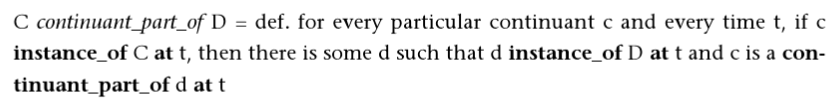 C continuant_part_of D = def. for every particular continuant c and every time t, if c
instance_of C at t, then there is some d such that d instance_of D at t and c is a con-
tinuant_part_of d at t